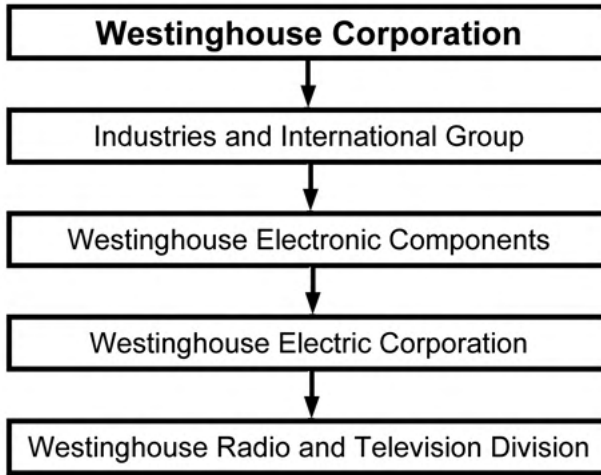 Westinghouse Corporation
Industries and International Group
Westinghouse Electronic Components
Westinghouse Electric Corporation
Westinghouse Radio and Television Division